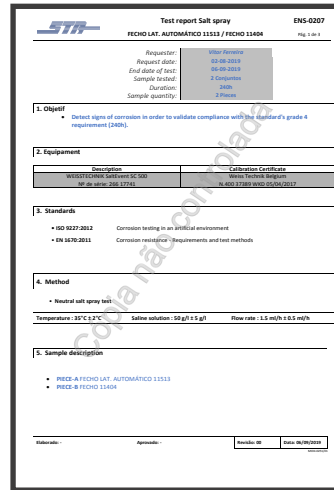 STA
Test report Salt spray
ENS-0207
FECHO LAT. AUTOMÁTICO 11513 / FECHO 11404
Pág. 1 de 3
Requester: Vilar Ferreira
Request date: 02-08-2019
End date of test: 06-09-2019
Sample tested: 2 Conjuntos
Duration: 240h
Sample quantity: 2 Pieces
1. Objetif
• Detect signs of corrosion in order to validate compliance with the standard's grade 4
requirement (240h).
2. Equipament
Description Calibration Certificate
WEISSTECHNIK SaltEvent SC 500 Weiss Technik Belgium
Nº de série: 266 17741 N.400 37389 WKO 05/04/2017
3. Standards
• ISO 9227:2012 Corrosion testing in an artificial environment
• EN 1670:2011 Corrosion resistance - Requirements and test methods
4. Method
• Neutral salt spray test
Temperature : 35°C ± 2°C Saline solution : 50 g/l ± 5 g/l Flow rate : 1.5 ml/h ± 0.5 ml/h
5. Sample description
• PIECE-A FECHO LAT. AUTOMÁTICO 11513
• PIECE-B FECHO 11404
Copia não controlada
Elaborado: - Aprovado: - Revisão: 00 Data: 06/09/2019